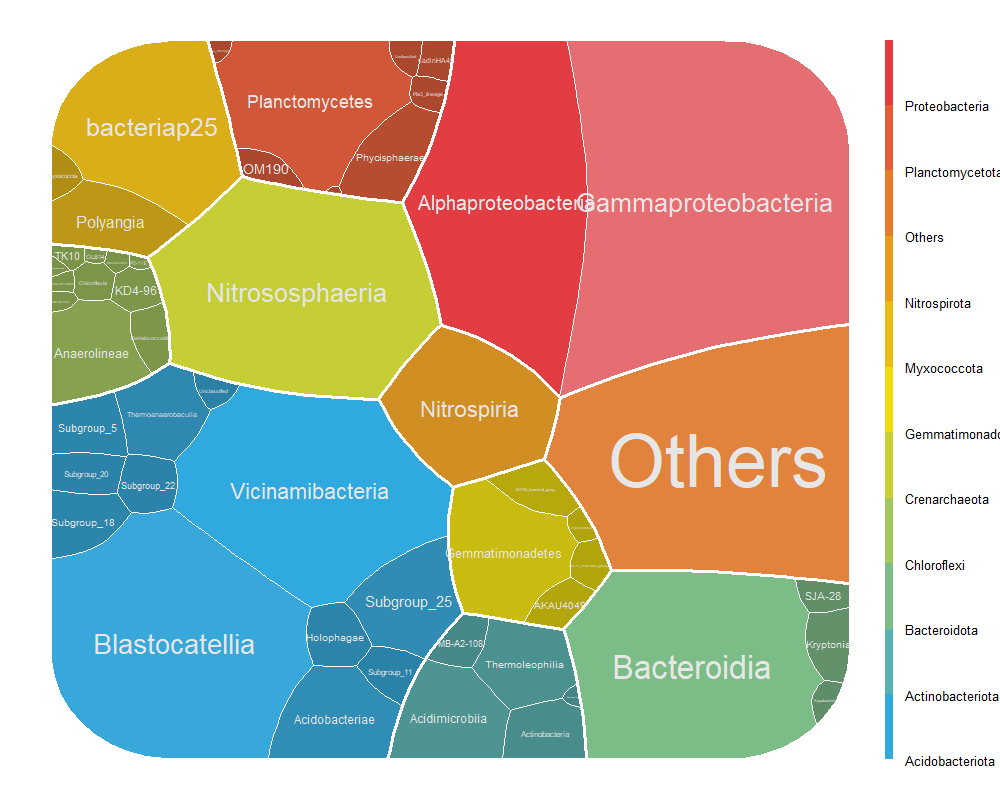 Planctomycetes
bacteriap25
Phycisphaerae
OM190
Polyangia
Alphaproteobacteria
Gammaproteobacteria
TK10
Chloroflexia
KD4-96
Anaerolineae
Nitrososphaeria
Unclassified
Thermoanaerobaculia
Subgroup_5
Nitrospiria
Others
Subgroup_20
Subgroup_22
Subgroup_18
Vicinamibacteria
Gemmatimonadetes
AKAU4049
Subgroup_25
Blastocatellia
Holophagae
Subgroup_11
Acidobacteriae
MB-A2-108
Thermoleophilia
Acidimicrobiia
Actinobacteria
Bacteroidia
SJA-28
Kryptonia
Proteobacteria
Planctomycetota
Others
Nitrospirota
Myxococcota
Gemmatimonado
Crenarchaeota
Chloroflexi
Bacteroidota
Actinobacteriota
Acidobacteriota